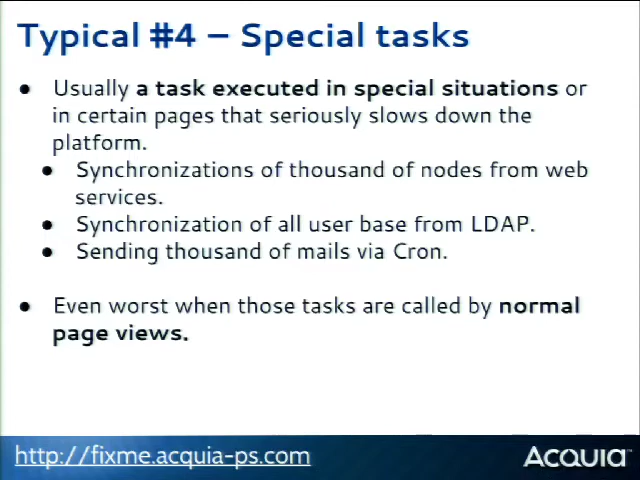 Typical #4 – Special tasks
● Usually a task executed in special situations or
in certain pages that seriously slows down the
platform.
● Synchronizations of thousand of nodes from web
services.
● Synchronization of all user base from LDAP.
● Sending thousand of mails via Cron.
● Even worst when those tasks are called by normal
page views.
http://fixme.acquia-ps.com
ACQUIA™